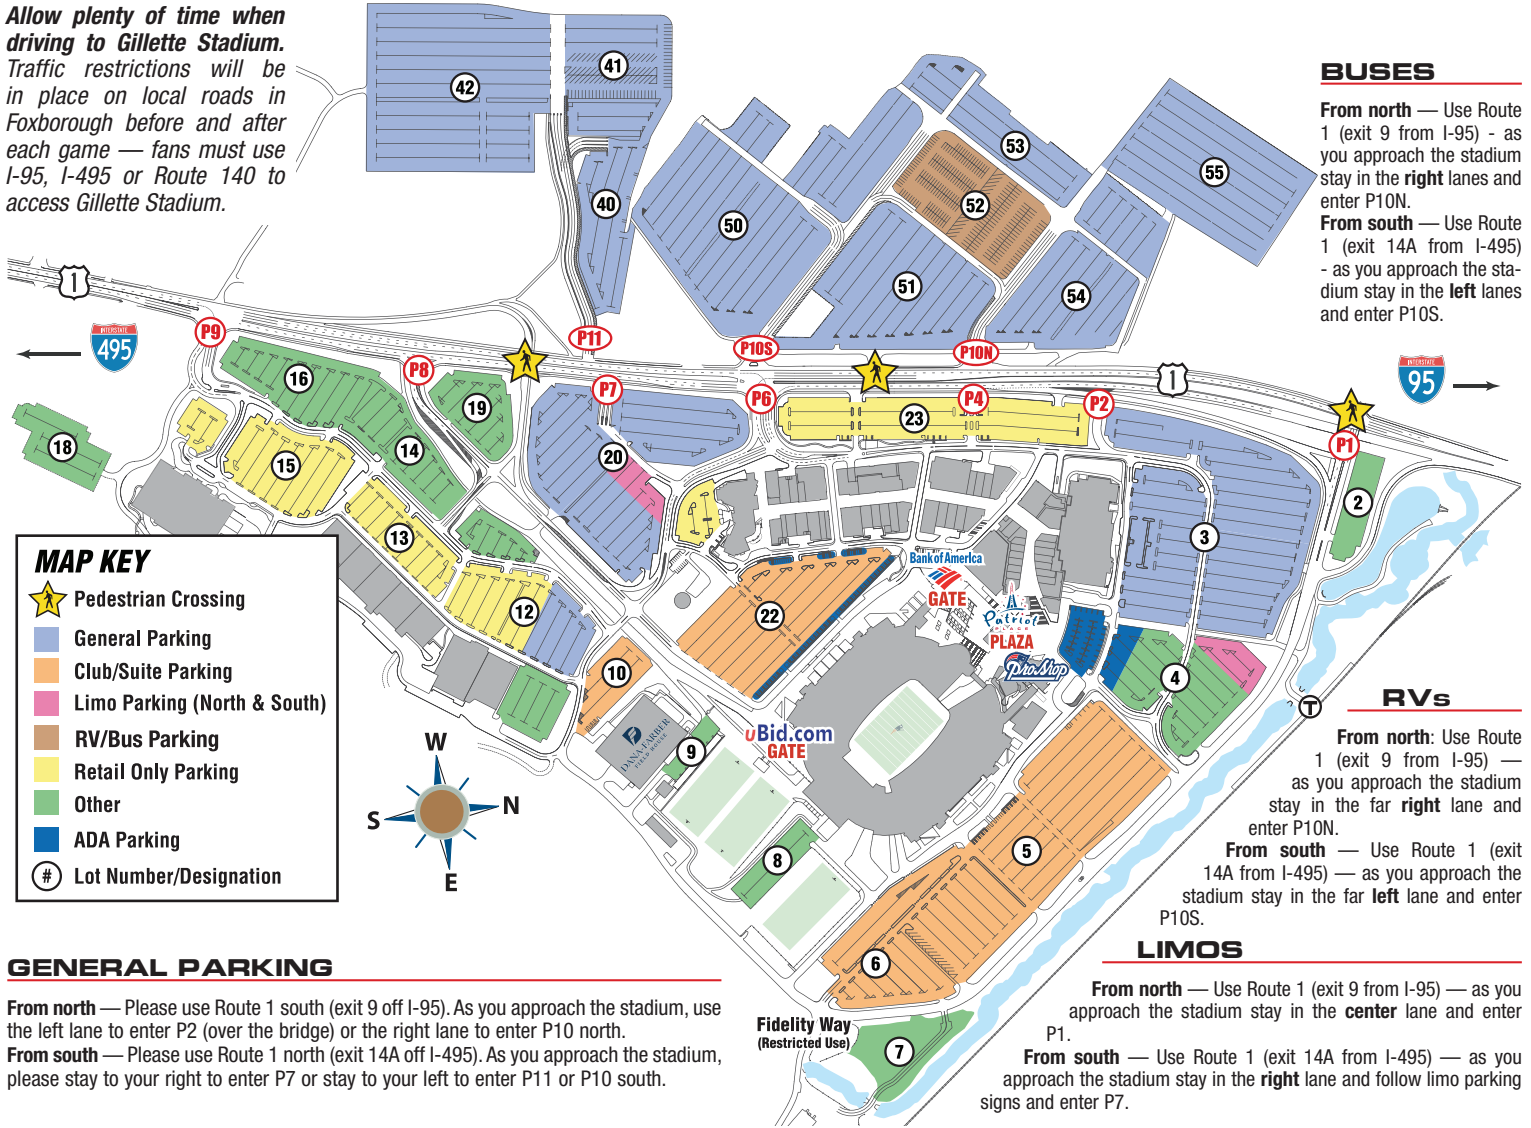 Allow plenty of time when
driving to Gillette Stadium.
Traffic restrictions will be
in place on local roads in
Foxborough before and after
each game — fans must use
I-95, I-495 or Route 140 to
access Gillette Stadium.
42
41
40
50
53
52
55
51
54
BUSES
From north — Use Route
1 (exit 9 from I-95) - as
you approach the stadium
stay in the right lanes and
enter P10N.
From south — Use Route
1 (exit 14A from I-495)
- as you approach the sta-
dium stay in the left lanes
and enter P10S.
1
INTERSTATE
495
P9
P8
P11
P10S
P10N
P7
P6
P4
P2
1
INTERSTATE
95
P1
16
19
18
15
14
13
12
20
23
3
2
22
10
9
8
4
5
6
7
Bank of America
GATE
Patriot
PLACE
PLAZA
ProShop
uBid.com
GATE
DANA-FARBER
FIELD HOUSE
T
MAP KEY
Pedestrian Crossing
General Parking
Club/Suite Parking
Limo Parking (North & South)
RV/Bus Parking
Retail Only Parking
Other
ADA Parking
# Lot Number/Designation
W
S
N
E
Fidelity Way
(Restricted Use)
RVs
From north: Use Route
1 (exit 9 from I-95) —
as you approach the stadium
stay in the far right lane and
enter P10N.
From south — Use Route 1 (exit
14A from I-495) — as you approach the
stadium stay in the far left lane and enter
P10S.
LIMOS
From north — Use Route 1 (exit 9 from I-95) — as you
approach the stadium stay in the center lane and enter
P1.
From south — Use Route 1 (exit 14A from I-495) — as you
approach the stadium stay in the right lane and follow limo parking
signs and enter P7.
GENERAL PARKING
From north — Please use Route 1 south (exit 9 off I-95). As you approach the stadium, use
the left lane to enter P2 (over the bridge) or the right lane to enter P10 north.
From south — Please use Route 1 north (exit 14A off I-495). As you approach the stadium,
please stay to your right to enter P7 or stay to your left to enter P11 or P10 south.